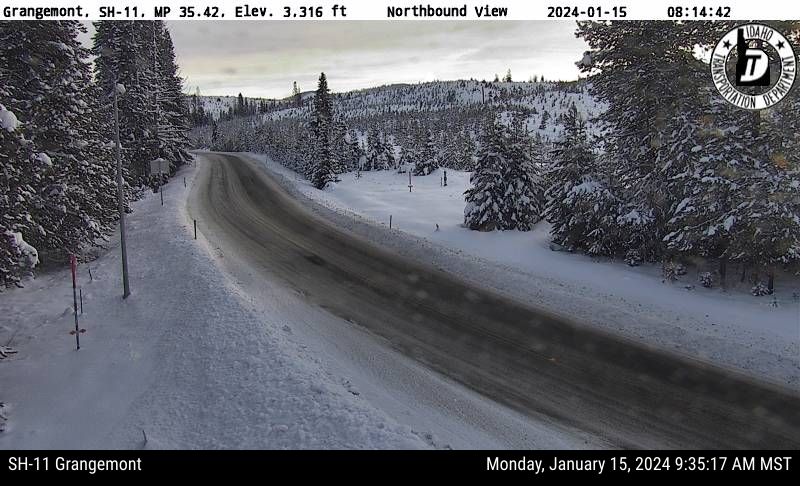 Grangemont, SH-11, MP 35.42, Elev. 3,316 ft Northbound View 2024-01-15 08:14:42
IDAHO
TRANSPORTATION DEPARTMENT
SH-11 Grangemont Monday, January 15, 2024 9:35:17 AM MST